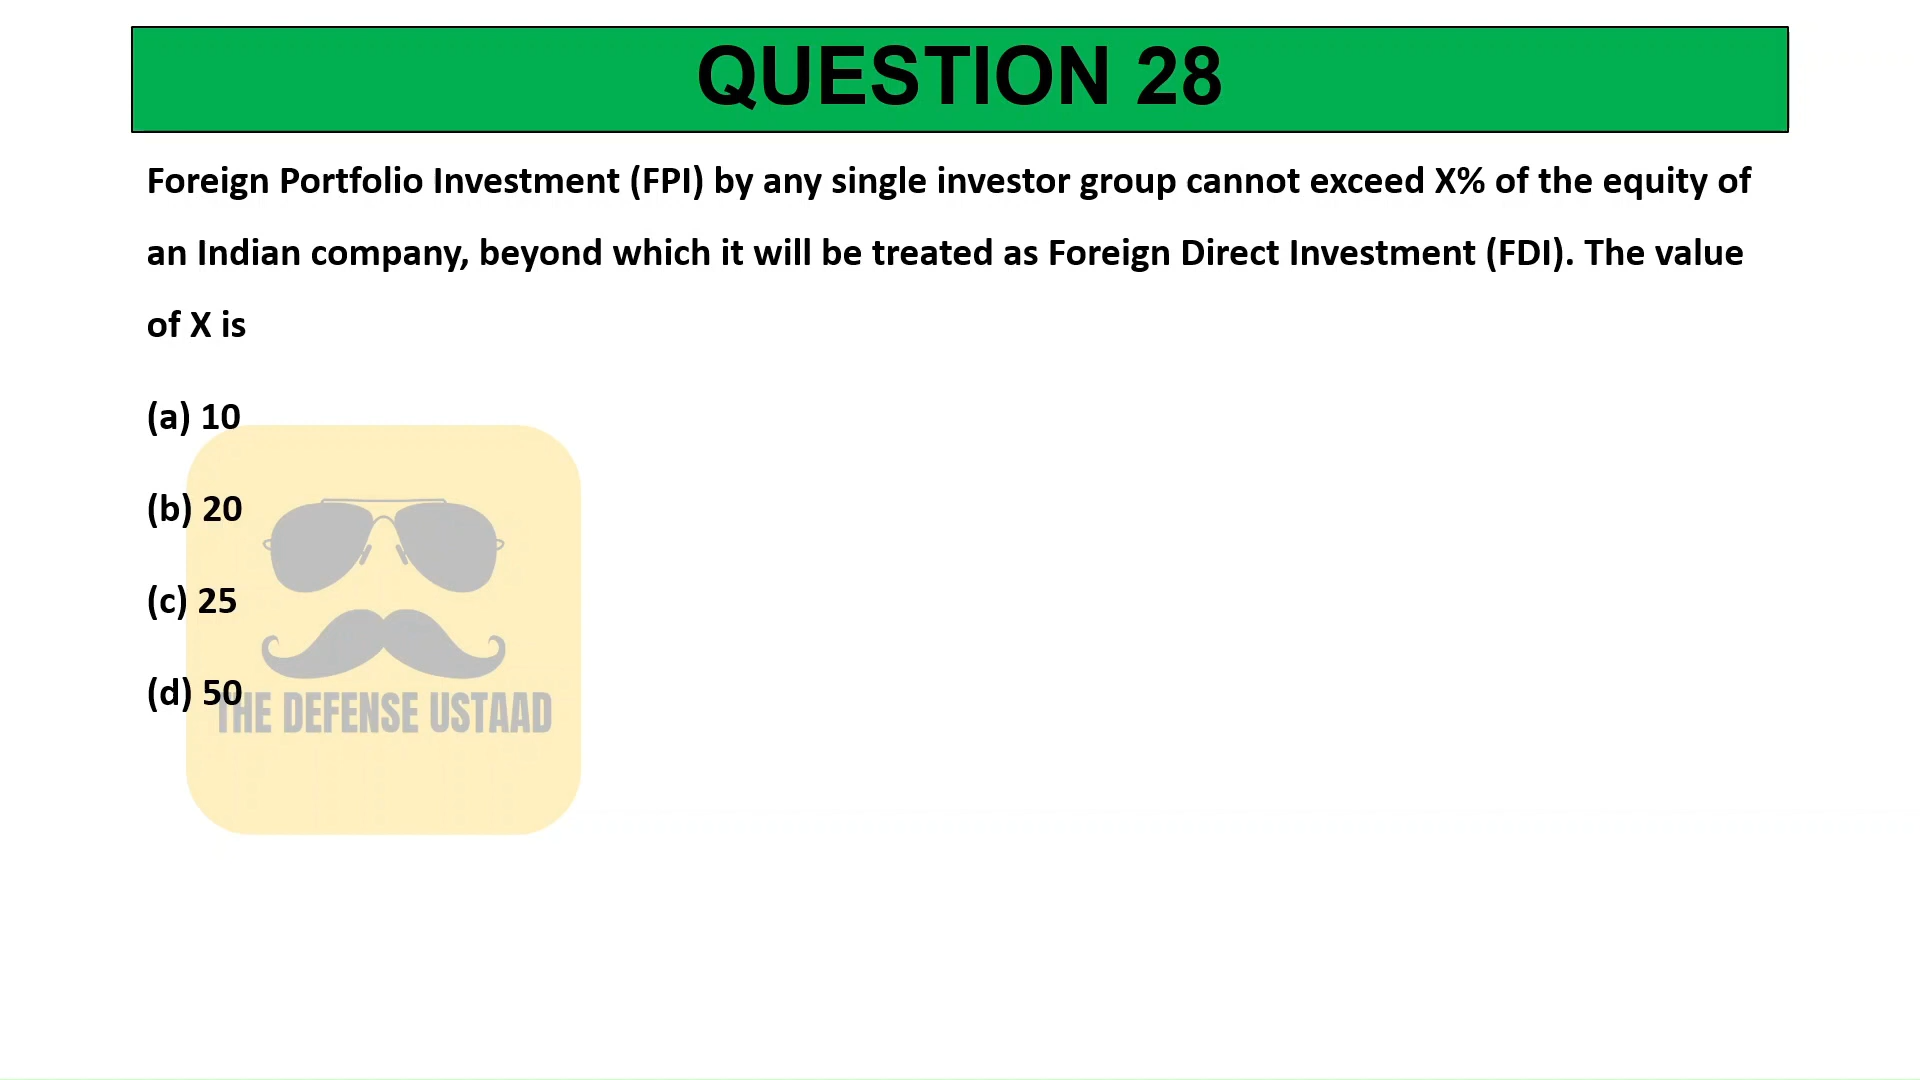 QUESTION 28
Foreign Portfolio Investment (FPI) by any single investor group cannot exceed X% of the equity of
an Indian company, beyond which it will be treated as Foreign Direct Investment (FDI). The value
of X is
(a) 10
(b) 20
(c) 25
(d) 50
THE DEFENSE USTAAD